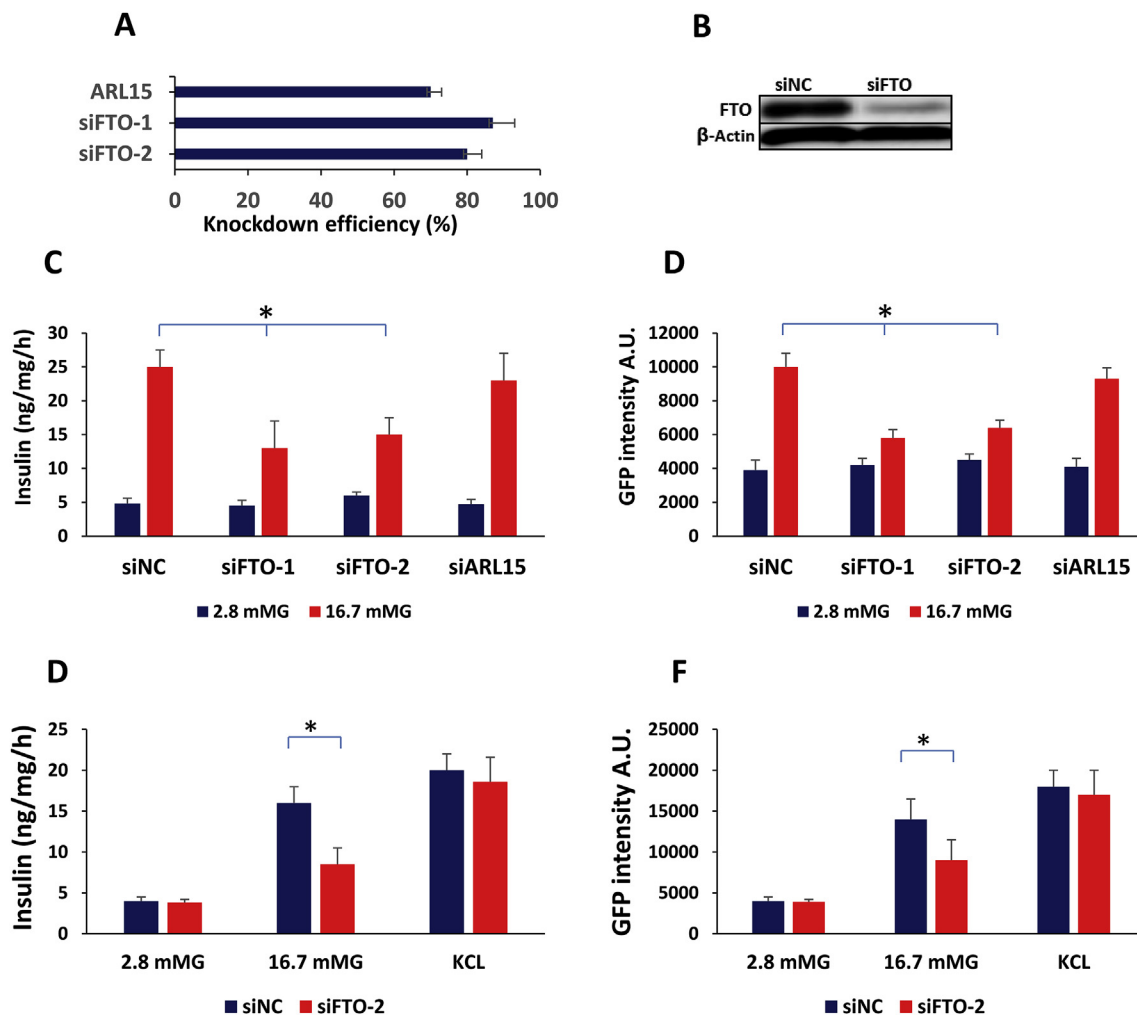 A
ARL15
siFTO-1
siFTO-2
0 20 40 60 80 100
Knockdown efficiency (%)
B
siNC siFTO
FTO
β-Actin
C
*
Insulin (ng/mg/h)
30
25
20
15
10
5
0
siNC siFTO-1 siFTO-2 siARL15
2.8 mMG 16.7 mMG
D
*
GFP intensity A.U.
12000
10000
8000
6000
4000
2000
0
siNC siFTO-1 siFTO-2 siARL15
2.8 mMG 16.7 mMG
D
*
Insulin (ng/mg/h)
25
20
15
10
5
0
2.8 mMG 16.7 mMG KCL
siNC siFTO-2
F
*
GFP intensity A.U.
25000
20000
15000
10000
5000
0
2.8 mMG 16.7 mMG KCL
siNC siFTO-2